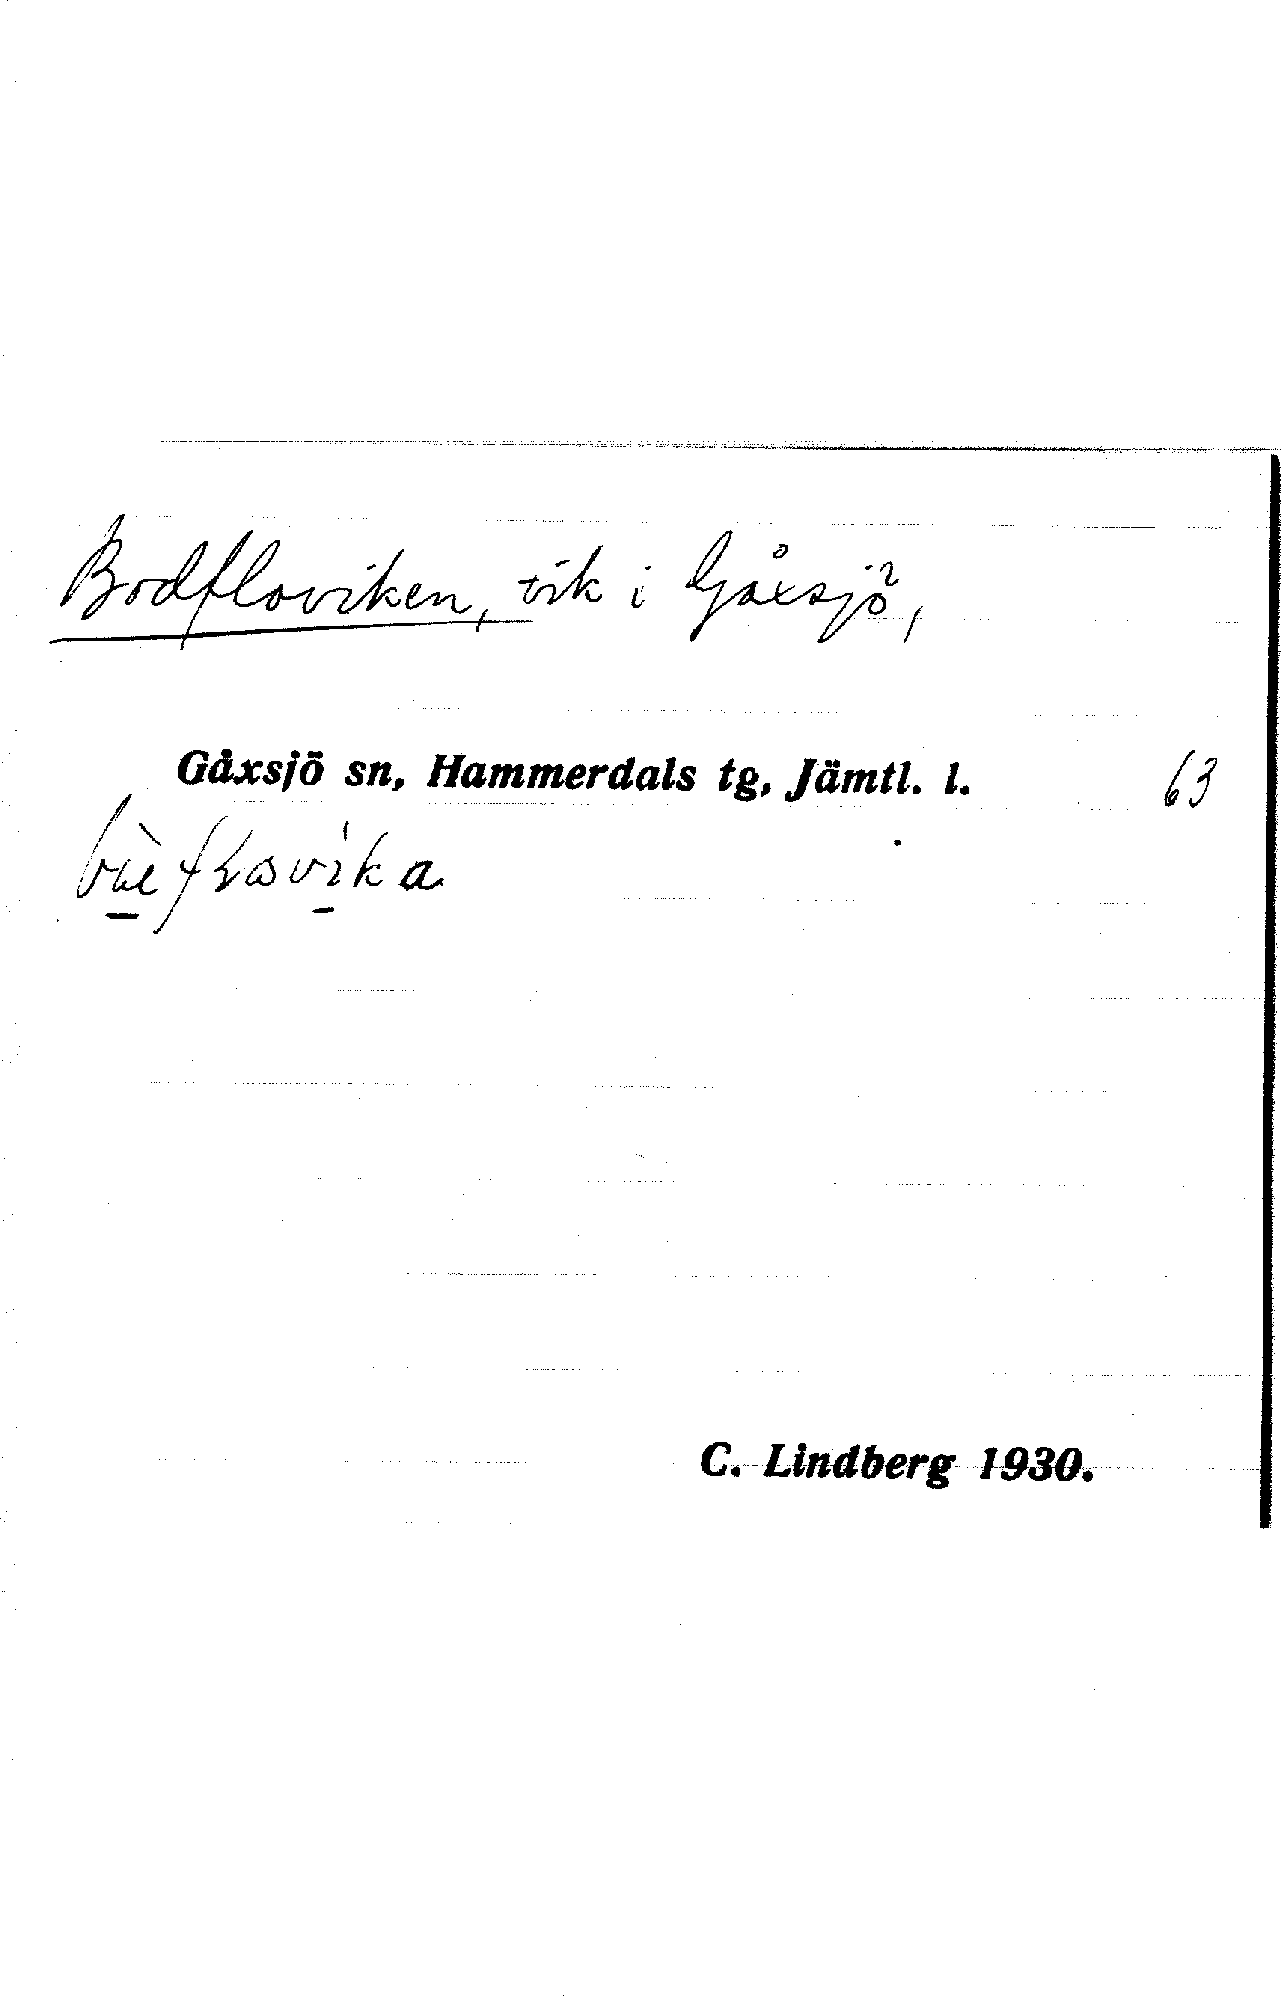 Bodfloviken, vik i Gåxsjö,
Gåxsjö sn, Hammerdals tg, Jämtl. l. 63
C. Lindberg 1930.